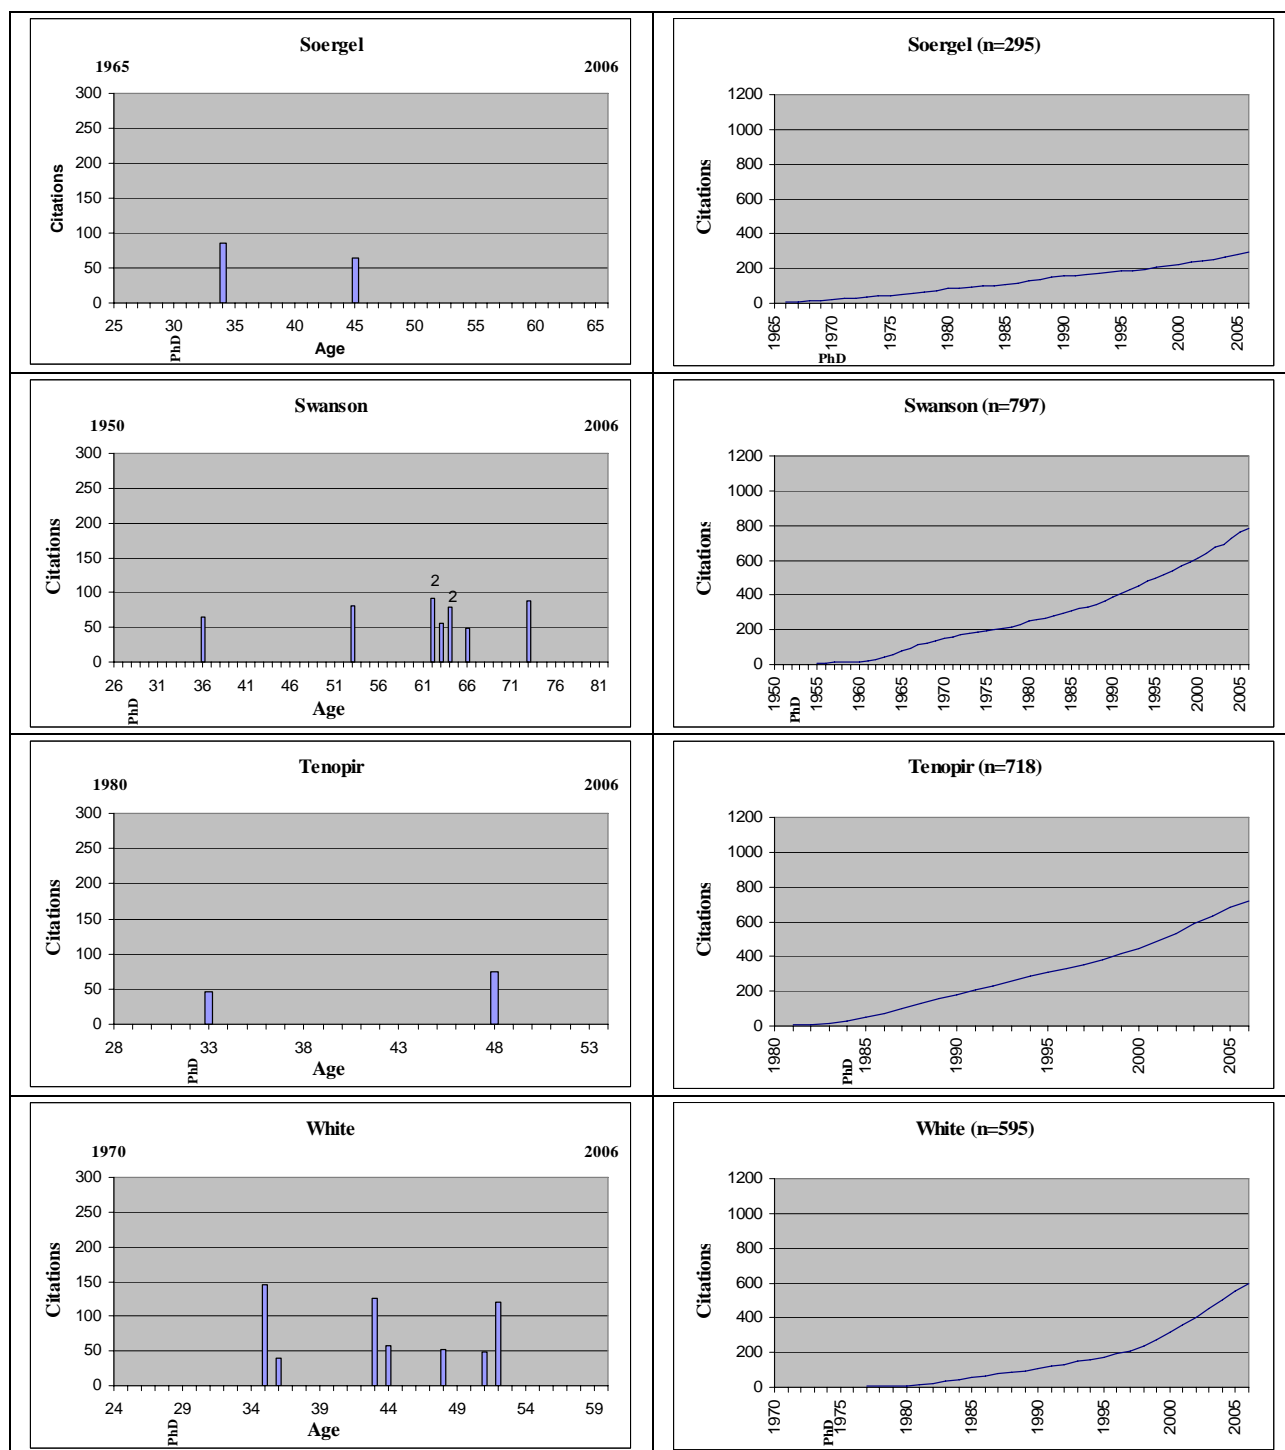 Soergel
1965 2006
300
250
200
150
100
50
0
Citations
25 30 35 40 45 50 55 60 65
PhD
Age
Soergel (n=295)
1200
1000
800
600
400
200
0
Citations
1965 1970 1975 1980 1985 1990 1995 2000 2005
PhD
Swanson
1950 2006
300
250
200
150
100
50
0
Citations
2
2
26 31 36 41 46 51 56 61 66 71 76 81
PhD
Age
Swanson (n=797)
1200
1000
800
600
400
200
0
Citations
1950 1955 1960 1965 1970 1975 1980 1985 1990 1995 2000 2005
PhD
Tenopir
1980 2006
300
250
200
150
100
50
0
Citations
28 33 38 43 48 53
PhD
Age
Tenopir (n=718)
1200
1000
800
600
400
200
0
Citations
1980 1985 1990 1995 2000 2005
PhD
White
1970 2006
300
250
200
150
100
50
0
Citations
24 29 34 39 44 49 54 59
PhD
Age
White (n=595)
1200
1000
800
600
400
200
0
Citations
1970 1975 1980 1985 1990 1995 2000 2005
PhD